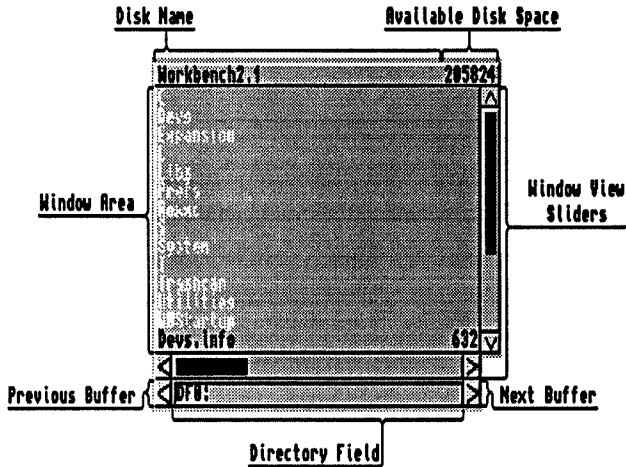 Disk Name
Available Disk Space
Workbench2.1 205824
Devs
Expansion
Libs
Prefs
System
Trashcan
Utilities
WBStartup
Devs.info 632
Window Area
Window View
Sliders
Previous Buffer
DF0:
Next Buffer
Directory Field